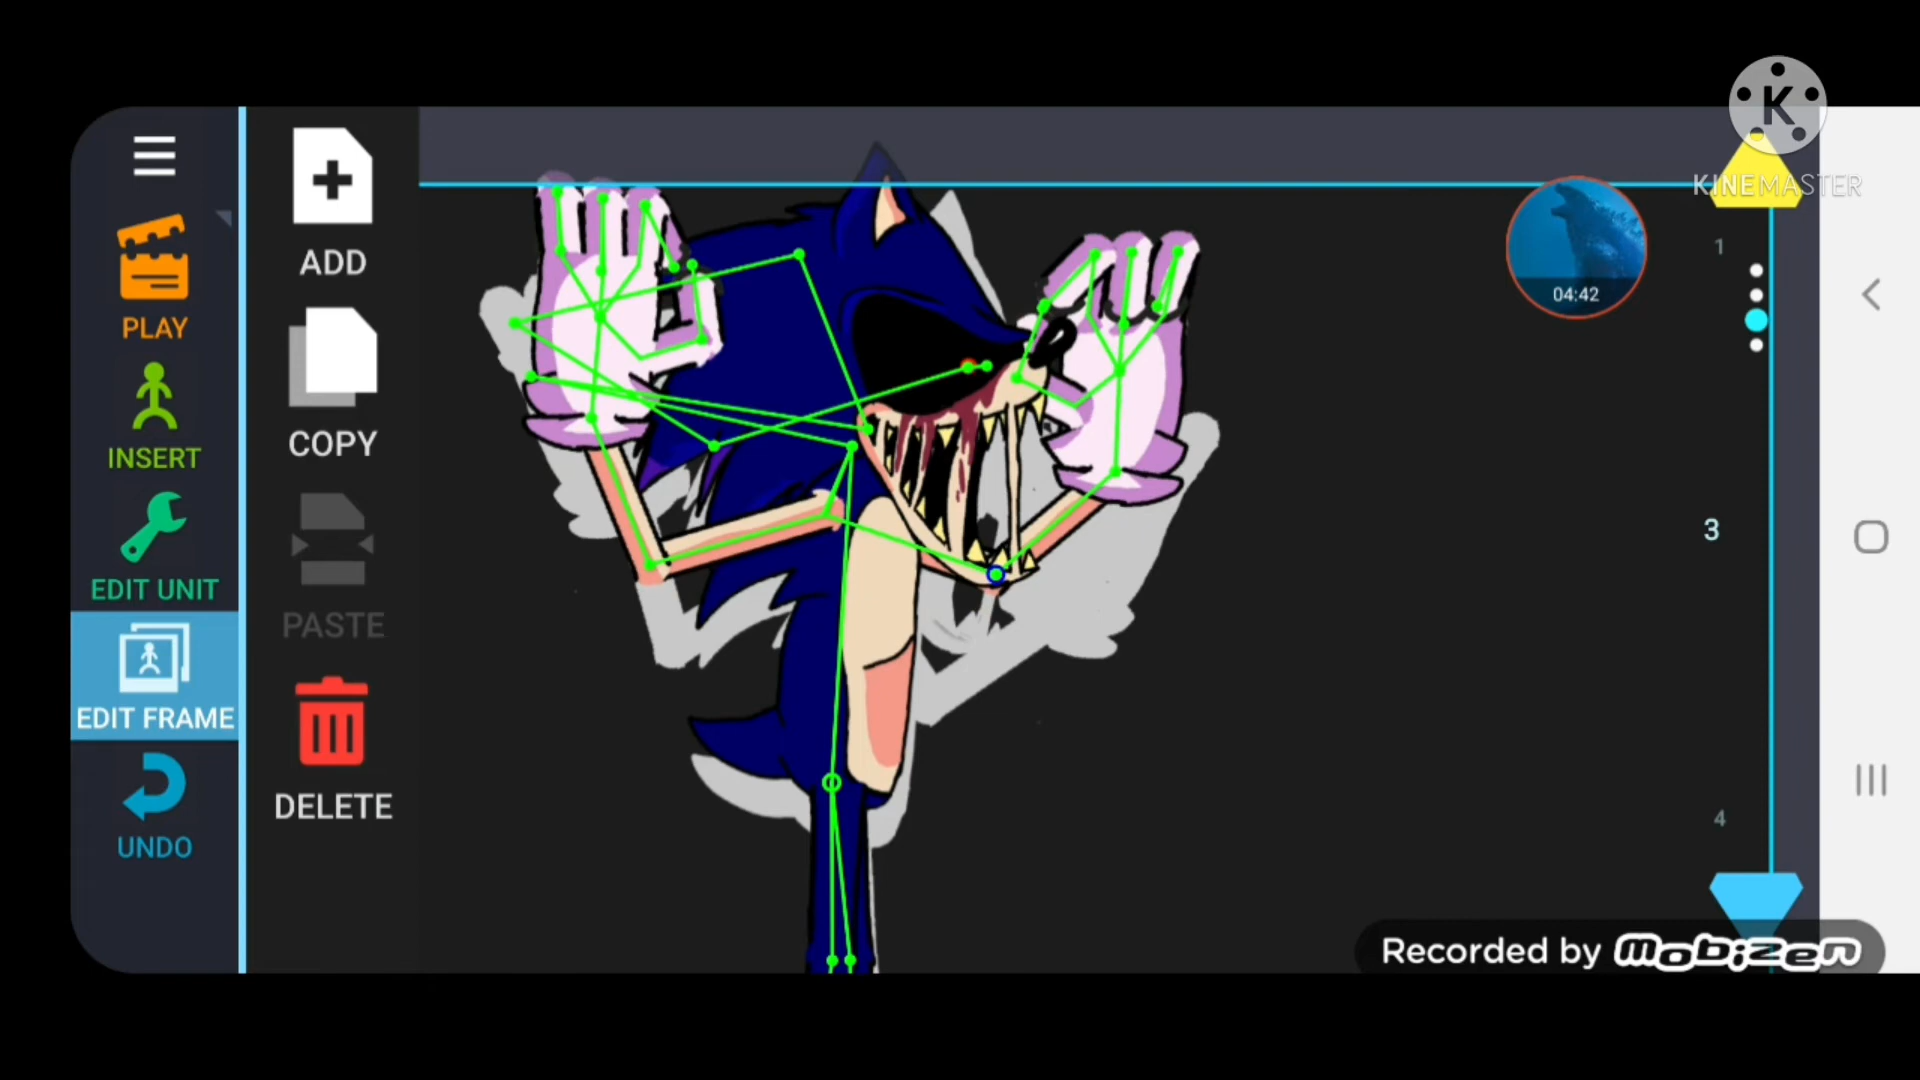 K
KINEMASTER
ADD
1
04:42
PLAY
COPY
INSERT
3
EDIT UNIT
PASTE
EDIT FRAME
DELETE
4
UNDO
Recorded by mobizen